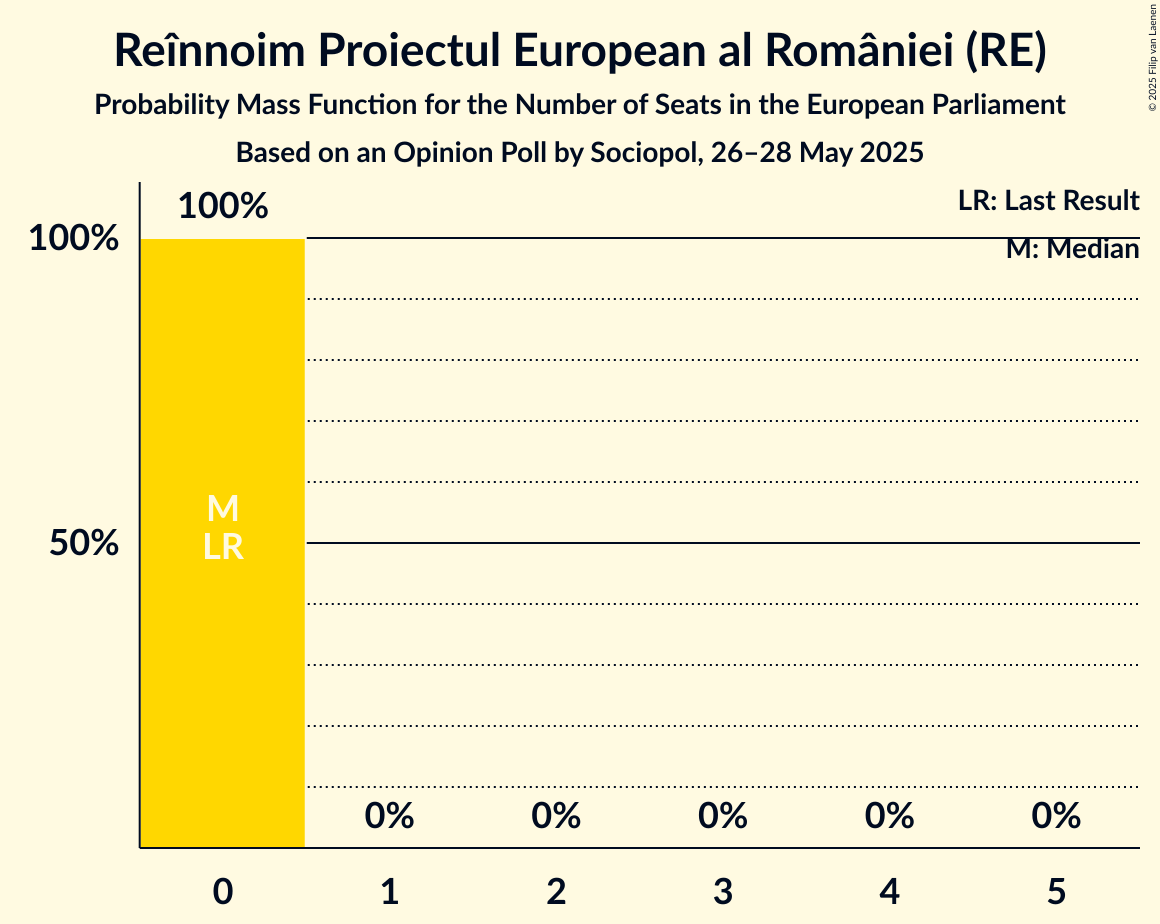 Reînnoim Proiectul European al României (RE)
Probability Mass Function for the Number of Seats in the European Parliament
Based on an Opinion Poll by Sociopol, 26–28 May 2025
© 2025 Filip van Laenen
LR: Last Result
M: Median
100%
100%
50%
M
LR
0% 0% 0% 0% 0%
0 1 2 3 4 5